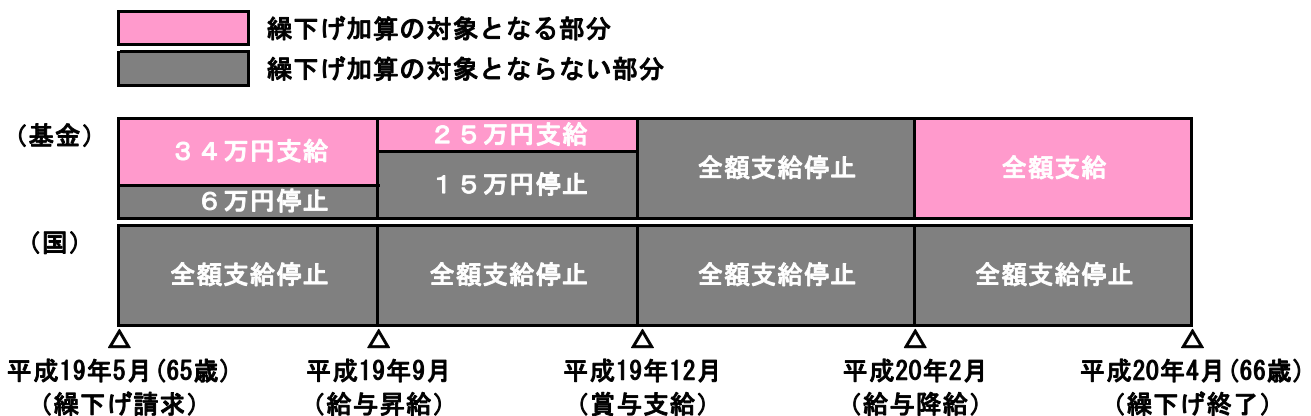 繰下げ加算の対象となる部分
繰下げ加算の対象とならない部分
（基金）
３４万円支給
６万円停止
２５万円支給
１５万円停止
全額支給停止
全額支給
（国）
全額支給停止
全額支給停止
全額支給停止
全額支給停止
平成19年5月(65歳)
（繰下げ請求）
平成19年9月
（給与昇給）
平成19年12月
（賞与支給）
平成20年2月
（給与降給）
平成20年4月(66歳)
（繰下げ終了）